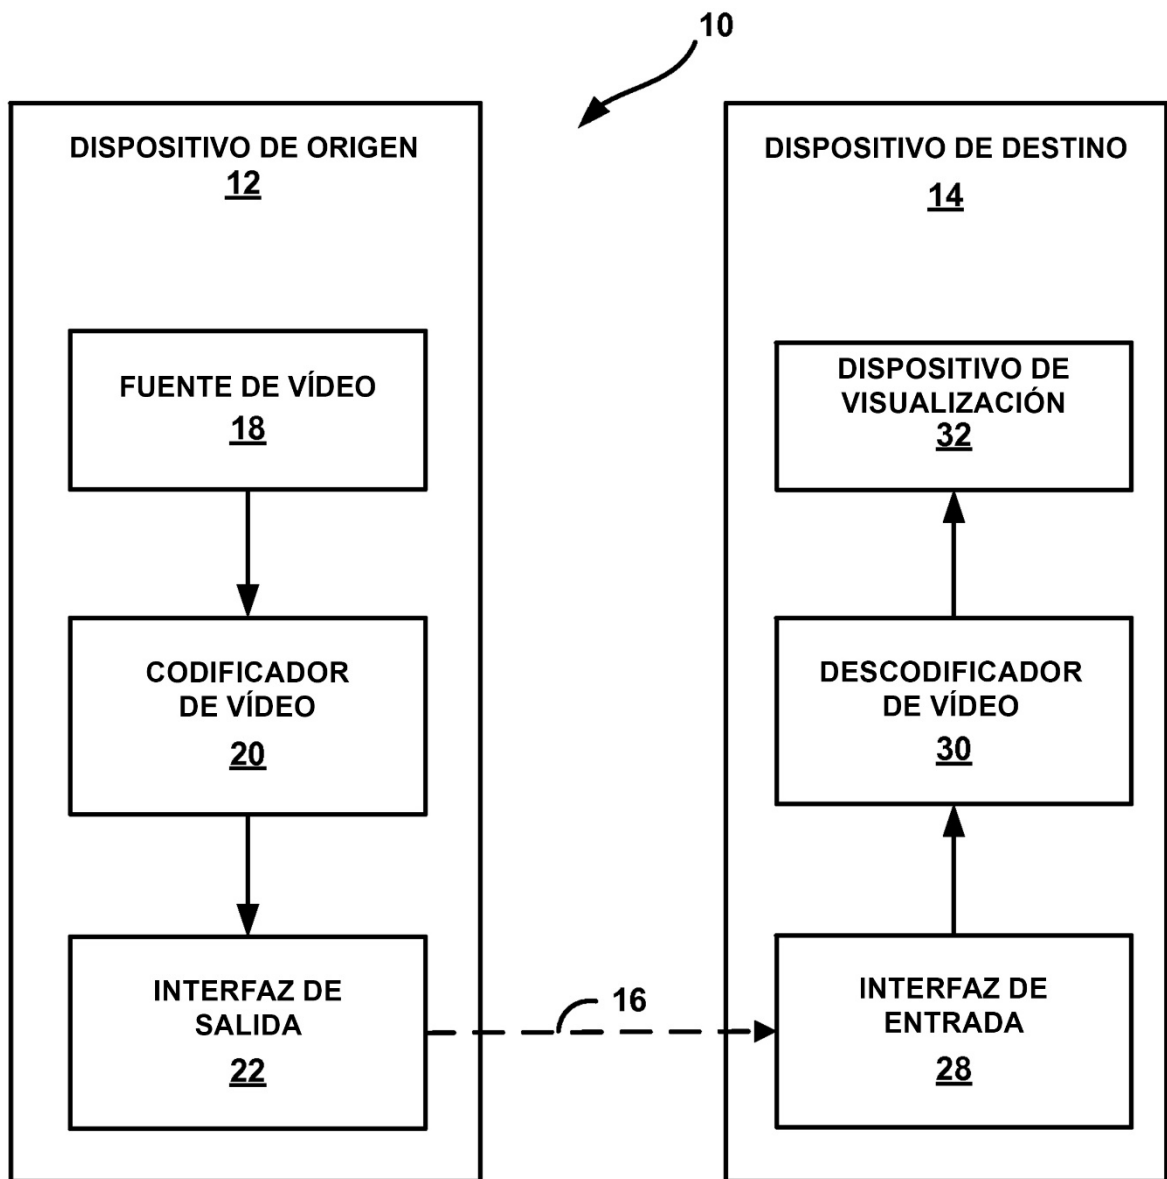 10
DISPOSITIVO DE ORIGEN
12
FUENTE DE VÍDEO
18
CODIFICADOR
DE VÍDEO
20
INTERFAZ DE
SALIDA
22
16
DISPOSITIVO DE DESTINO
14
DISPOSITIVO DE
VISUALIZACIÓN
32
DESCODIFICADOR
DE VÍDEO
30
INTERFAZ DE
ENTRADA
28